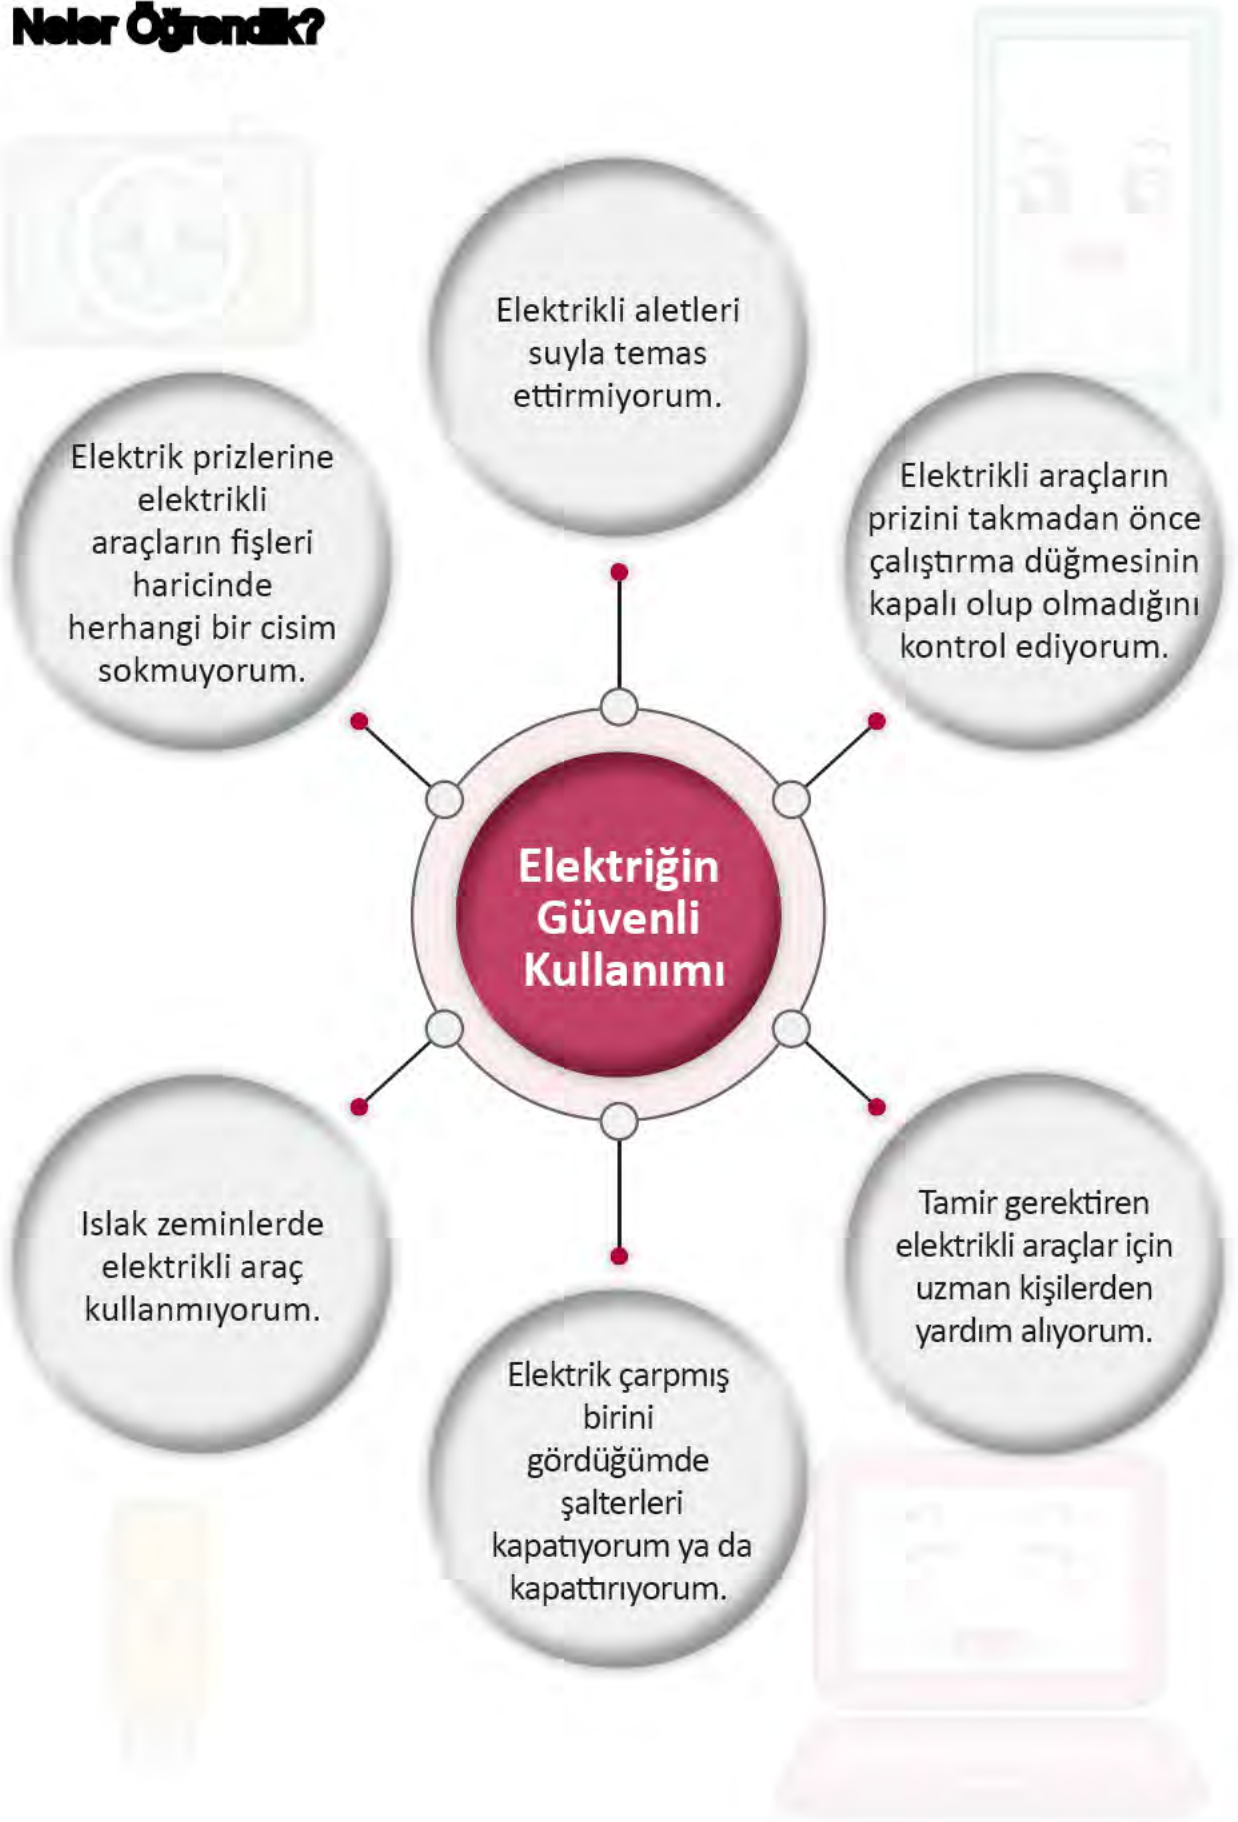 Neler Öğrendik?
Elektrikli aletleri
suyla temas
ettirmiyorum.
Elektrik prizlerine
elektrikli
araçların fişleri
haricinde
herhangi bir cisim
sokmuyorum.
Elektrikli araçların
prizini takmadan önce
çalıştırma düğmesinin
kapalı olup olmadığını
kontrol ediyorum.
Elektriğin
Güvenli
Kullanımı
Islak zeminlerde
elektrikli araç
kullanmıyorum.
Tamir gerektiren
elektrikli araçlar için
uzman kişilerden
yardım alıyorum.
Elektrik çarpmış
birini
gördüğümde
şalterleri
kapatıyorum ya da
kapattırıyorum.